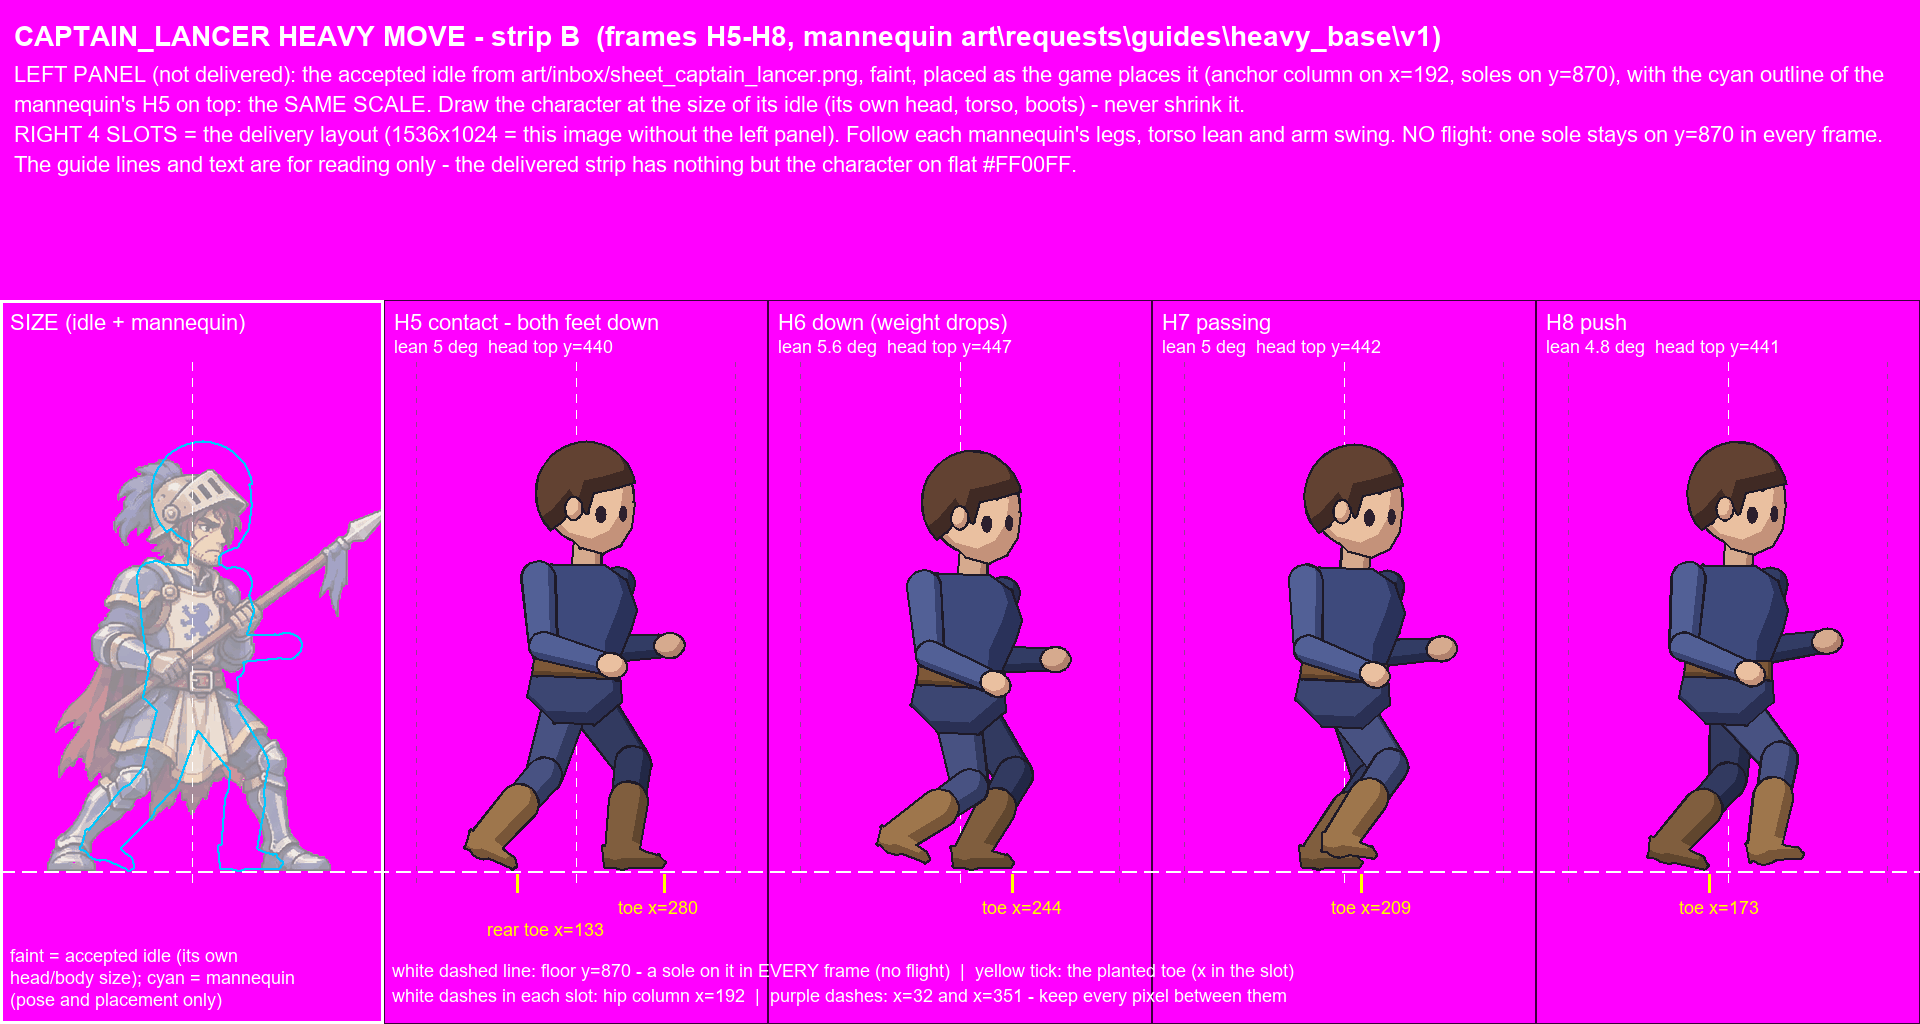 CAPTAIN_LANCER HEAVY MOVE - strip B  (frames H5-H8, mannequin art\requests\guides\heavy_base\v1)
LEFT PANEL (not delivered): the accepted idle from art/inbox/sheet_captain_lancer.png, faint, placed as the game places it (anchor column on x=192, soles on y=870), with the cyan outline of the
mannequin's H5 on top: the SAME SCALE. Draw the character at the size of its idle (its own head, torso, boots) - never shrink it.
RIGHT 4 SLOTS = the delivery layout (1536x1024 = this image without the left panel). Follow each mannequin's legs, torso lean and arm swing. NO flight: one sole stays on y=870 in every frame.
The guide lines and text are for reading only - the delivered strip has nothing but the character on flat #FF00FF.
SIZE (idle + mannequin)
H5 contact - both feet down
lean 5 deg  head top y=440
H6 down (weight drops)
lean 5.6 deg  head top y=447
H7 passing
lean 5 deg  head top y=442
H8 push
lean 4.8 deg  head top y=441
toe x=280
rear toe x=133
toe x=244
toe x=209
toe x=173
faint = accepted idle (its own
head/body size); cyan = mannequin
(pose and placement only)
white dashed line: floor y=870 - a sole on it in EVERY frame (no flight)  |  yellow tick: the planted toe (x in the slot)
white dashes in each slot: hip column x=192  |  purple dashes: x=32 and x=351 - keep every pixel between them